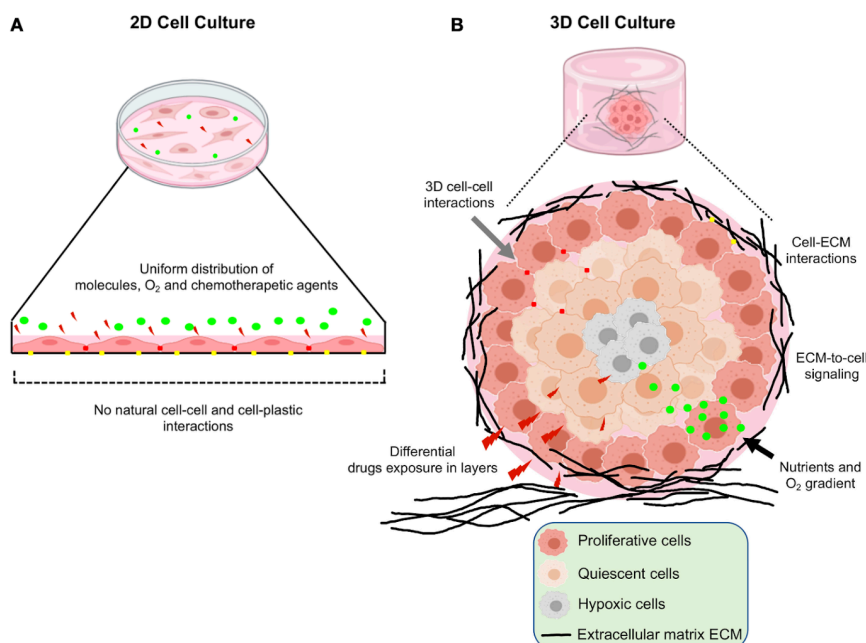 A
2D Cell Culture
Uniform distribution of
molecules, O₂ and chemotherapetic agents
No natural cell-cell and cell-plastic
interactions
B
3D Cell Culture
3D cell-cell
interactions
Cell-ECM
interactions
ECM-to-cell
signaling
Differential
drugs exposure in layers
Nutrients and
O₂ gradient
Proliferative cells
Quiescent cells
Hypoxic cells
Extracellular matrix ECM